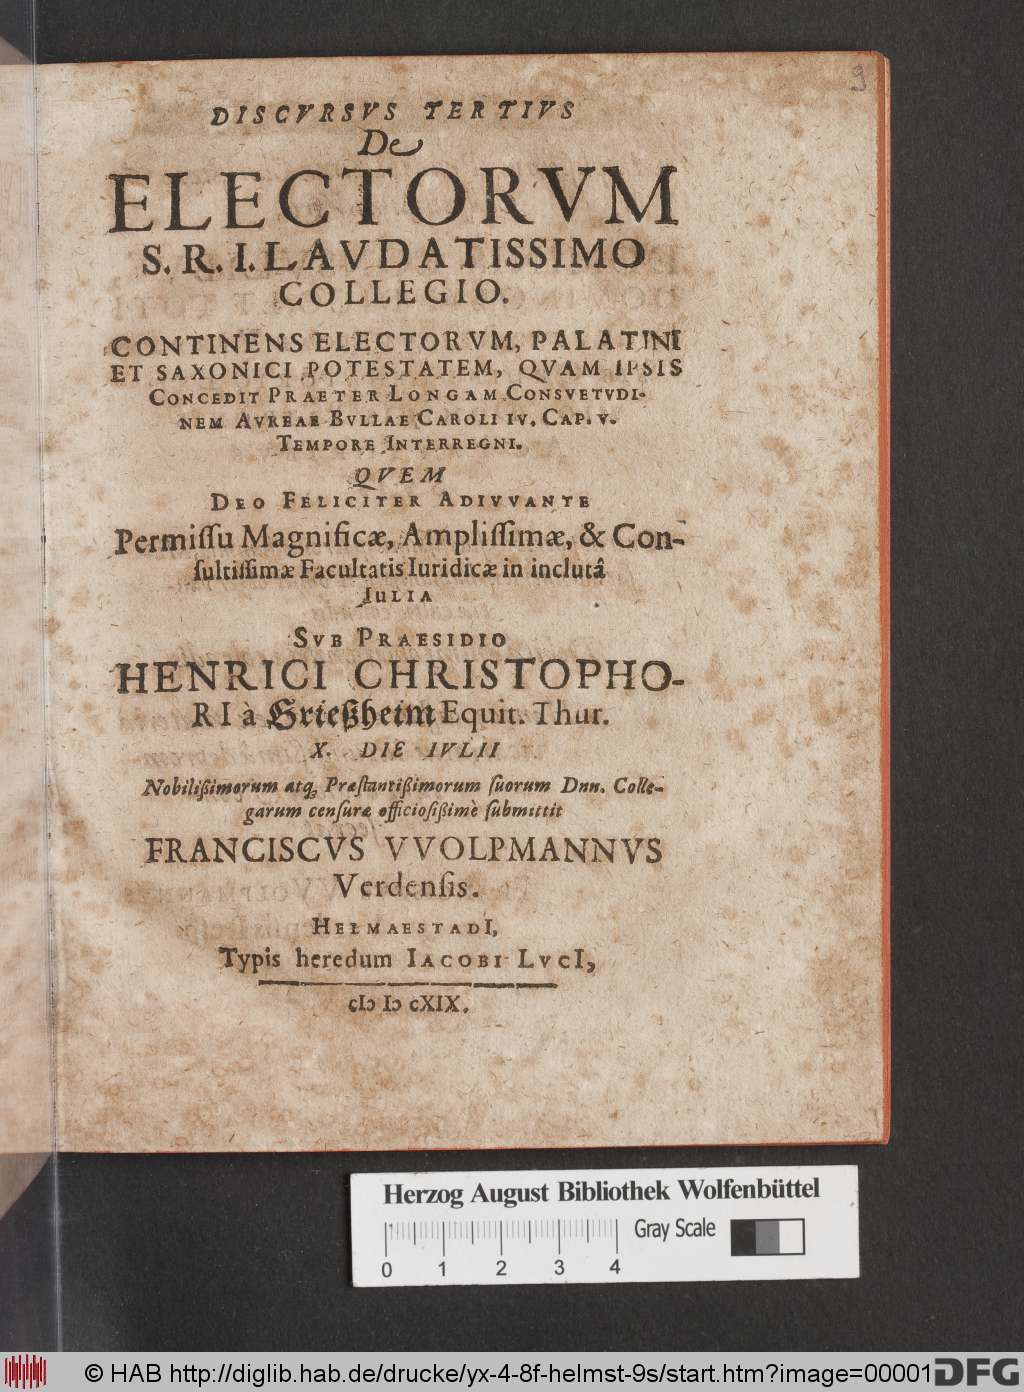 9
DISCVRSVS TERTIVS
De
ELECTORVM
S. R. I. LAVDATISSIMO
COLLEGIO.
CONTINENS ELECTORVM, PALATINI
ET SAXONICI POTESTATEM, QVAM IPSIS
CONCEDIT PRAETER LONGAM CONSVETVDI-
NEM AVREAE BVLLAE CAROLI IV. CAP. V.
TEMPORE INTERREGNI.
QVEM
DEO FELICITER ADIVVANTE
Permiſſu Magnificæ, Ampliſſimæ, & Con-
ſultiſſimæ Facultatis Iuridicæ in inclutâ
IuLIA
SVB PRAESIDIO
HENRICI CHRISTOPHO-
RI à Grießheim Equit. Thur.
X. DIE IVLII
Nobilißimorum atq́; Præſtantißimorum ſuorum Dnn. Colle-
garum cenſuræ officioſißimè ſubmittit
FRANCISCVS VVOLPMANNVS
Verdenſis.
HELMAESTADI,
Typis heredum IACOBI LVCI,
cIↄ Iↄ cXIX.
Herzog August Bibliothek Wolfenbüttel
Gray Scale
0 1 2 3 4
© HAB http://diglib.hab.de/drucke/yx-4-8f-helmst-9s/start.htm?image=00001
DFG